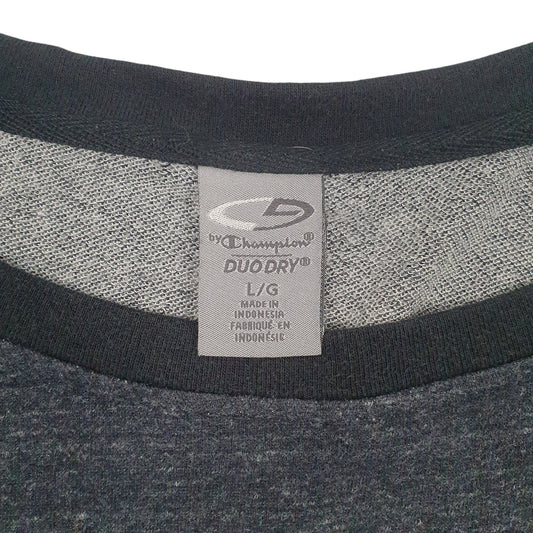 by Champion®
DUO DRY®
L/G
MADE IN
INDONESIA
FABRIQUÉ EN
INDONÉSIE